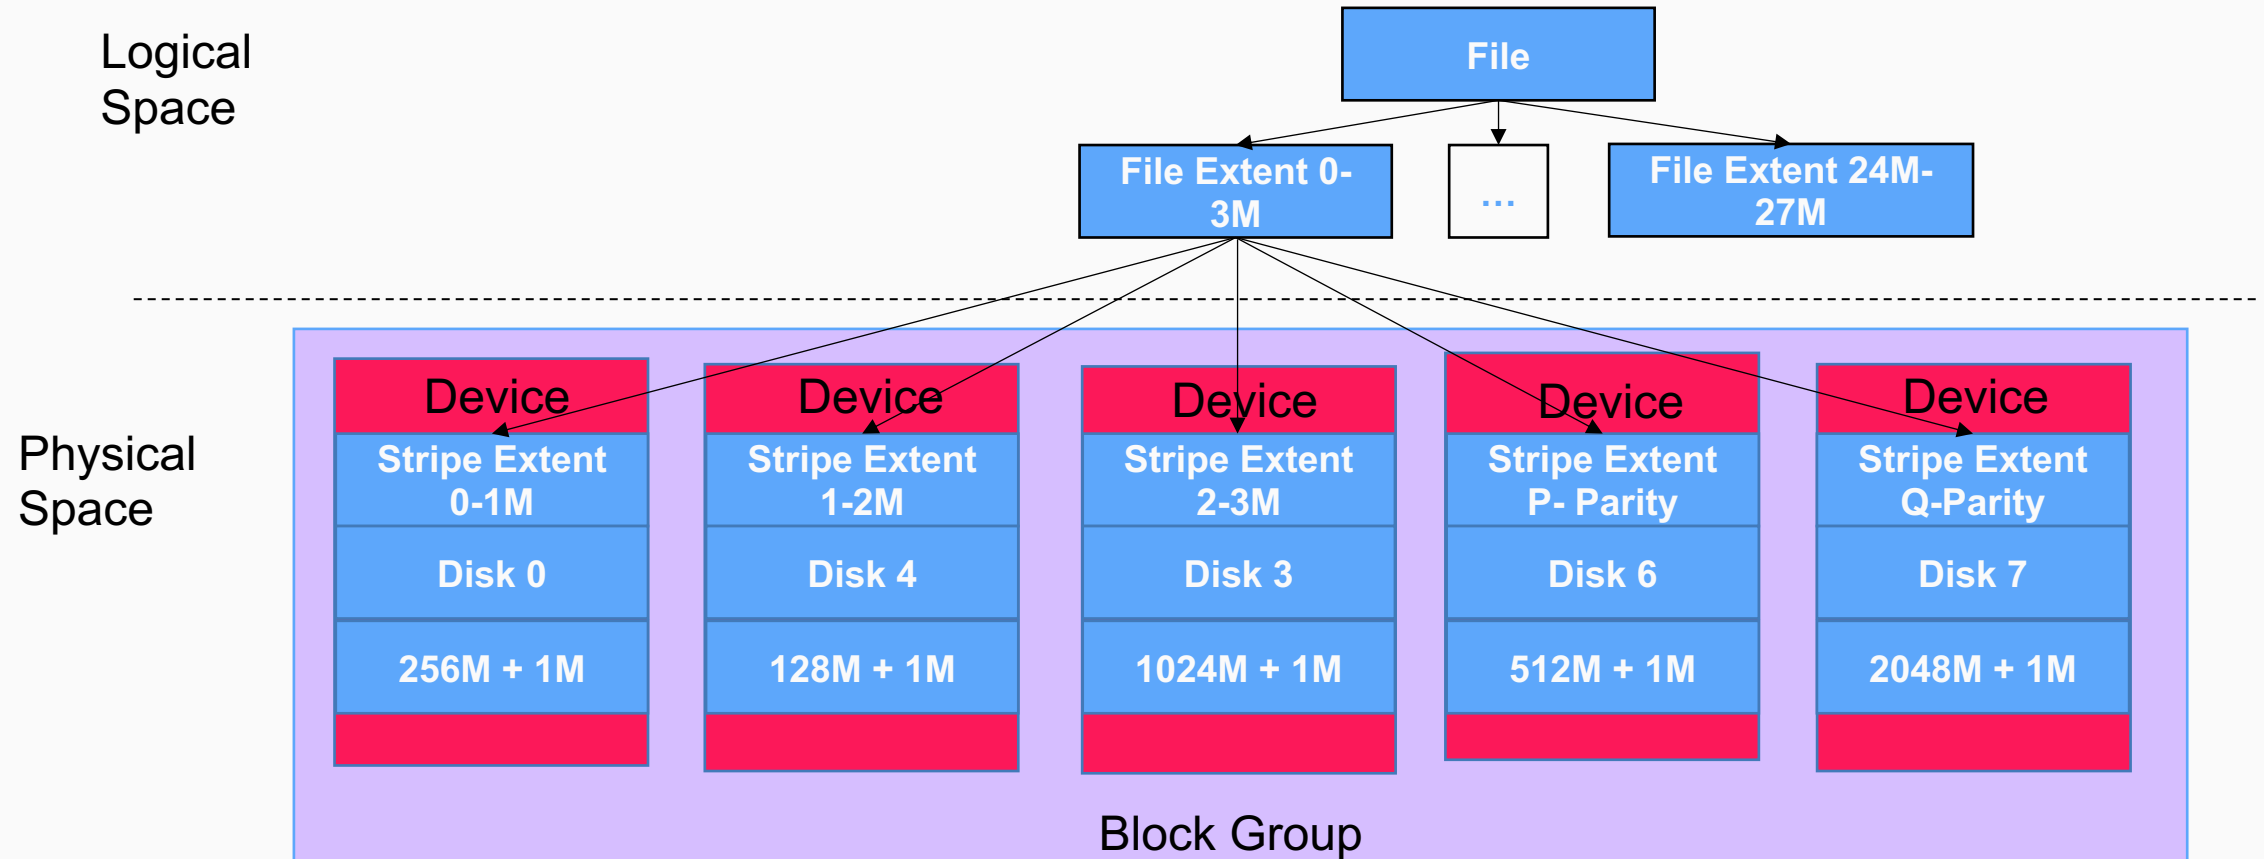 Logical
Space
File
File Extent 0-
3M
...
File Extent 24M-
27M
Physical
Space
Device
Stripe Extent
0-1M
Disk 0
256M + 1M
Device
Stripe Extent
1-2M
Disk 4
128M + 1M
Device
Stripe Extent
2-3M
Disk 3
1024M + 1M
Device
Stripe Extent
P- Parity
Disk 6
512M + 1M
Device
Stripe Extent
Q-Parity
Disk 7
2048M + 1M
Block Group